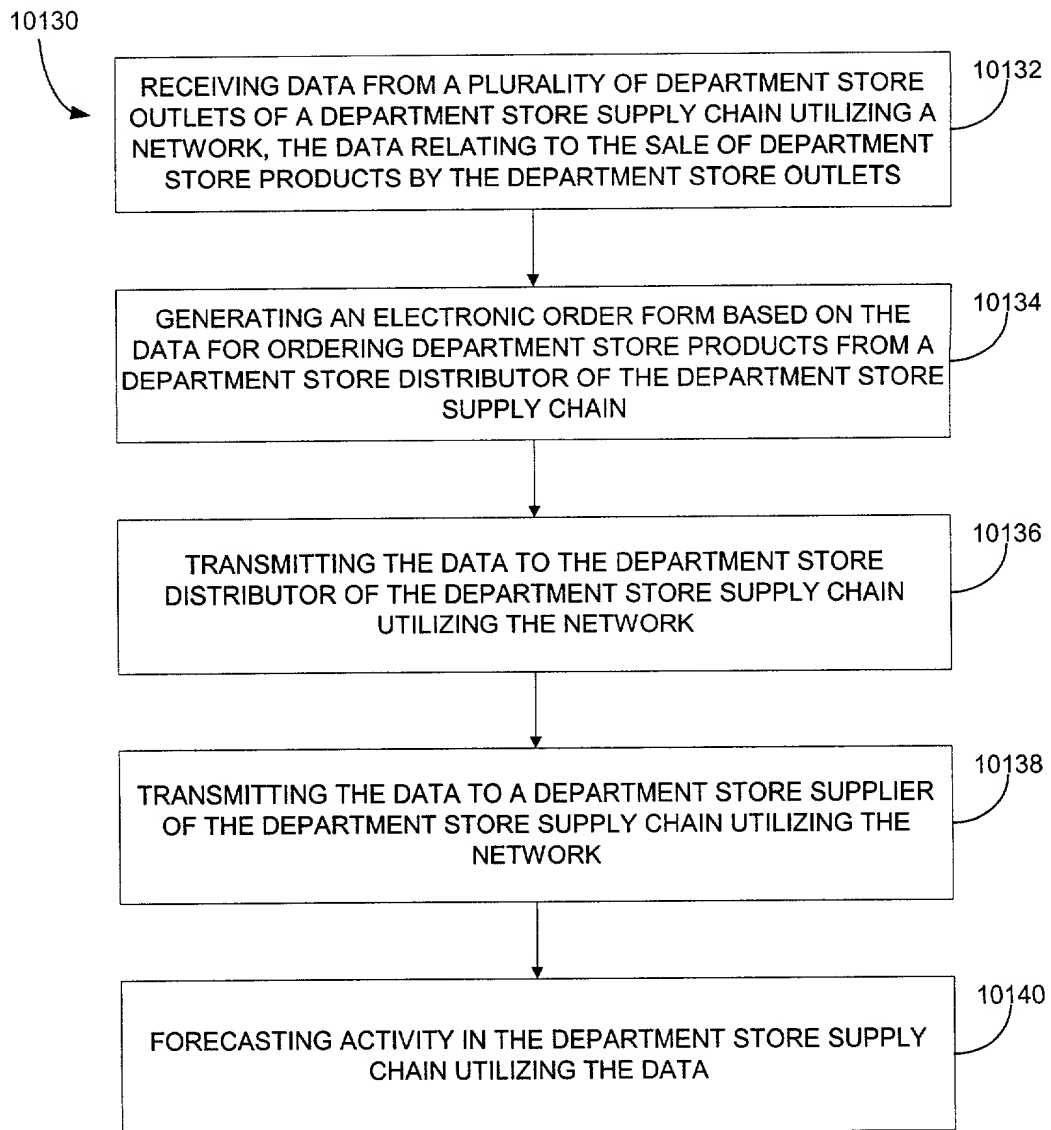 10130
10132
RECEIVING DATA FROM A PLURALITY OF DEPARTMENT STORE
OUTLETS OF A DEPARTMENT STORE SUPPLY CHAIN UTILIZING A
NETWORK, THE DATA RELATING TO THE SALE OF DEPARTMENT
STORE PRODUCTS BY THE DEPARTMENT STORE OUTLETS
10134
GENERATING AN ELECTRONIC ORDER FORM BASED ON THE
DATA FOR ORDERING DEPARTMENT STORE PRODUCTS FROM A
DEPARTMENT STORE DISTRIBUTOR OF THE DEPARTMENT STORE
SUPPLY CHAIN
10136
TRANSMITTING THE DATA TO THE DEPARTMENT STORE
DISTRIBUTOR OF THE DEPARTMENT STORE SUPPLY CHAIN
UTILIZING THE NETWORK
10138
TRANSMITTING THE DATA TO A DEPARTMENT STORE SUPPLIER
OF THE DEPARTMENT STORE SUPPLY CHAIN UTILIZING THE
NETWORK
10140
FORECASTING ACTIVITY IN THE DEPARTMENT STORE SUPPLY
CHAIN UTILIZING THE DATA